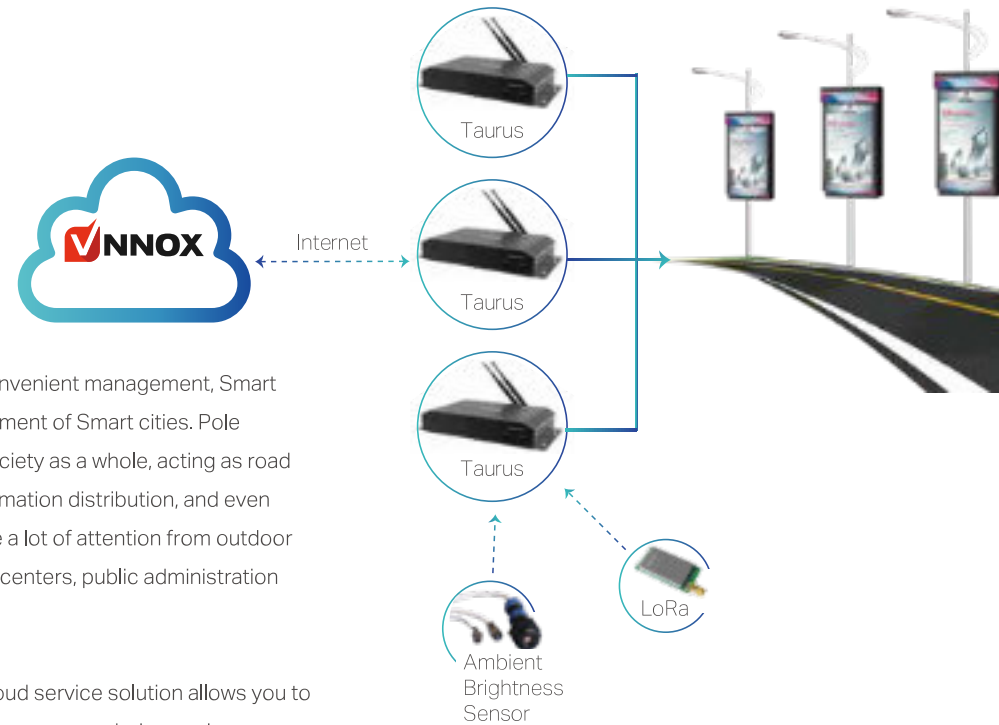 Taurus
VNNOX
Internet
Taurus
Taurus
LoRa
Ambient
Brightness
Sensor
nvenient management, Smart
ment of Smart cities. Pole
ciety as a whole, acting as road
mation distribution, and even
e a lot of attention from outdoor
centers, public administration
oud service solution allows you to